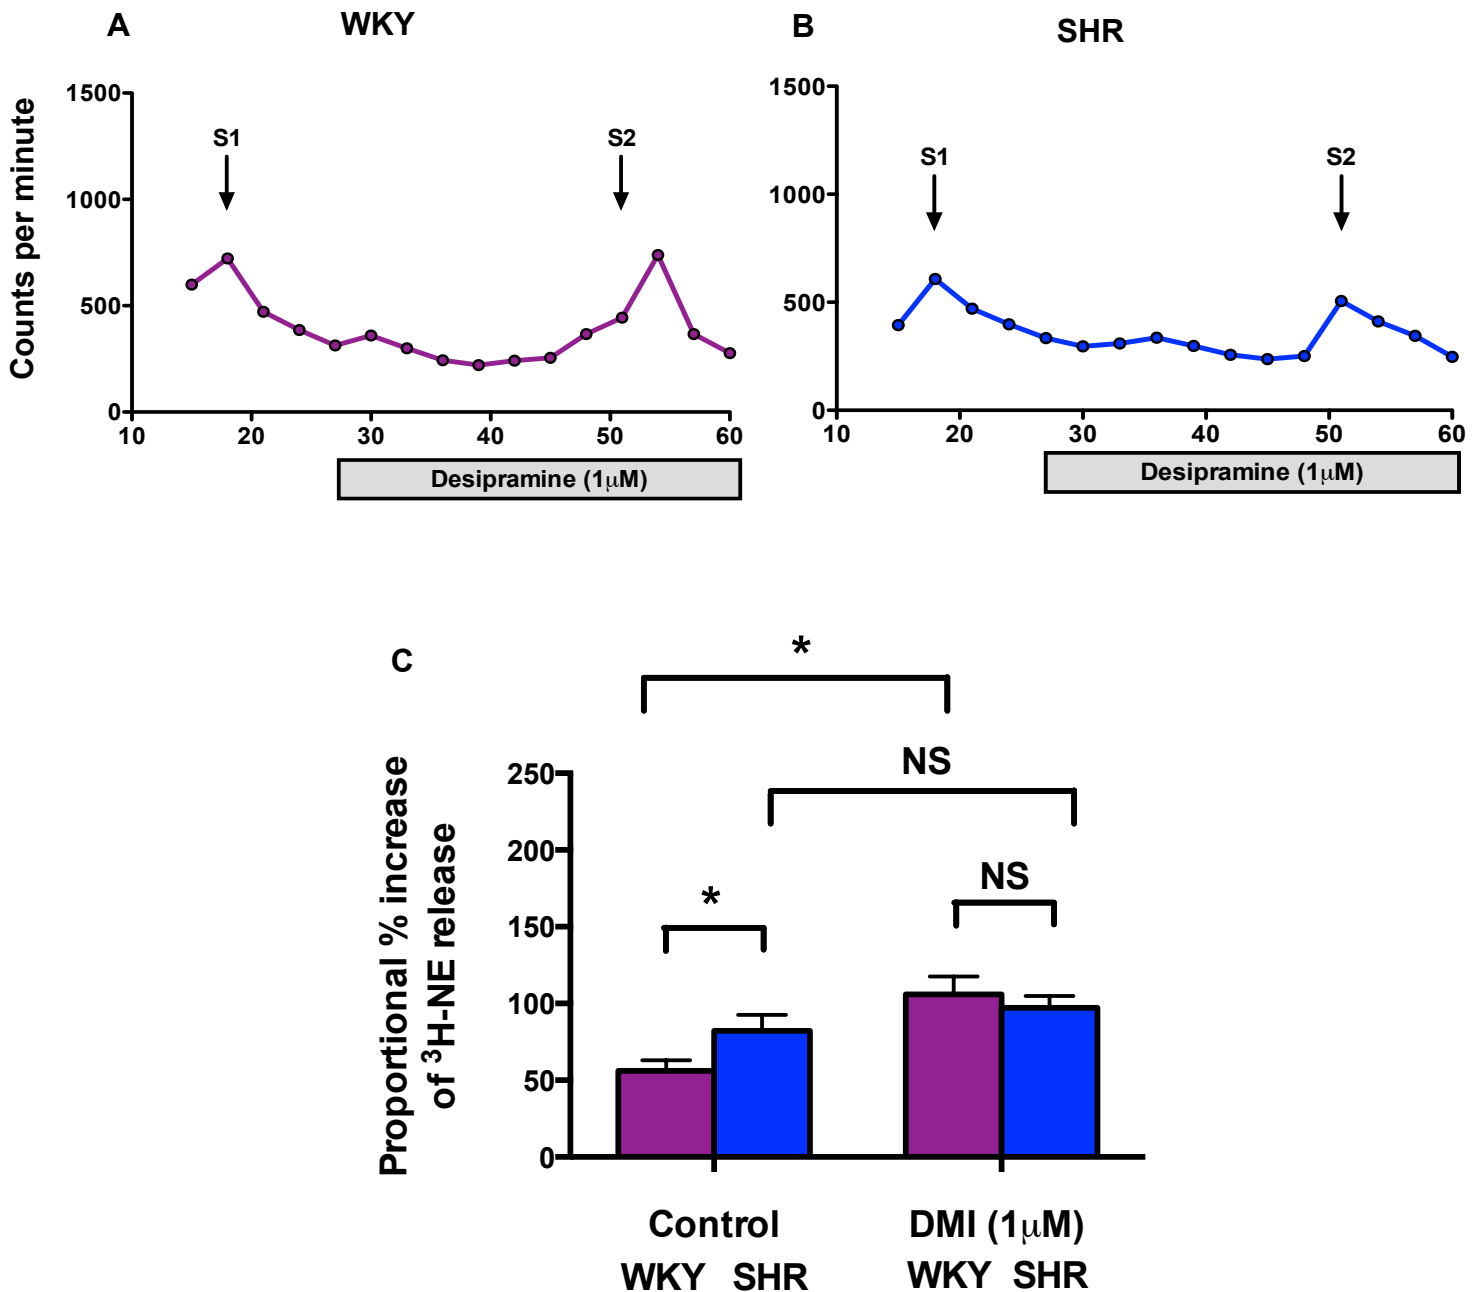 A
WKY
Counts per minute
1500
1000
500
0
S1
S2
10 20 30 40 50 60
Desipramine (1μM)
B
SHR
1500
1000
500
0
S1
S2
10 20 30 40 50 60
Desipramine (1μM)
C
Proportional % increase
of ³H-NE release
250
200
150
100
50
0
*
NS
*
NS
Control
WKY SHR
DMI (1μM)
WKY SHR